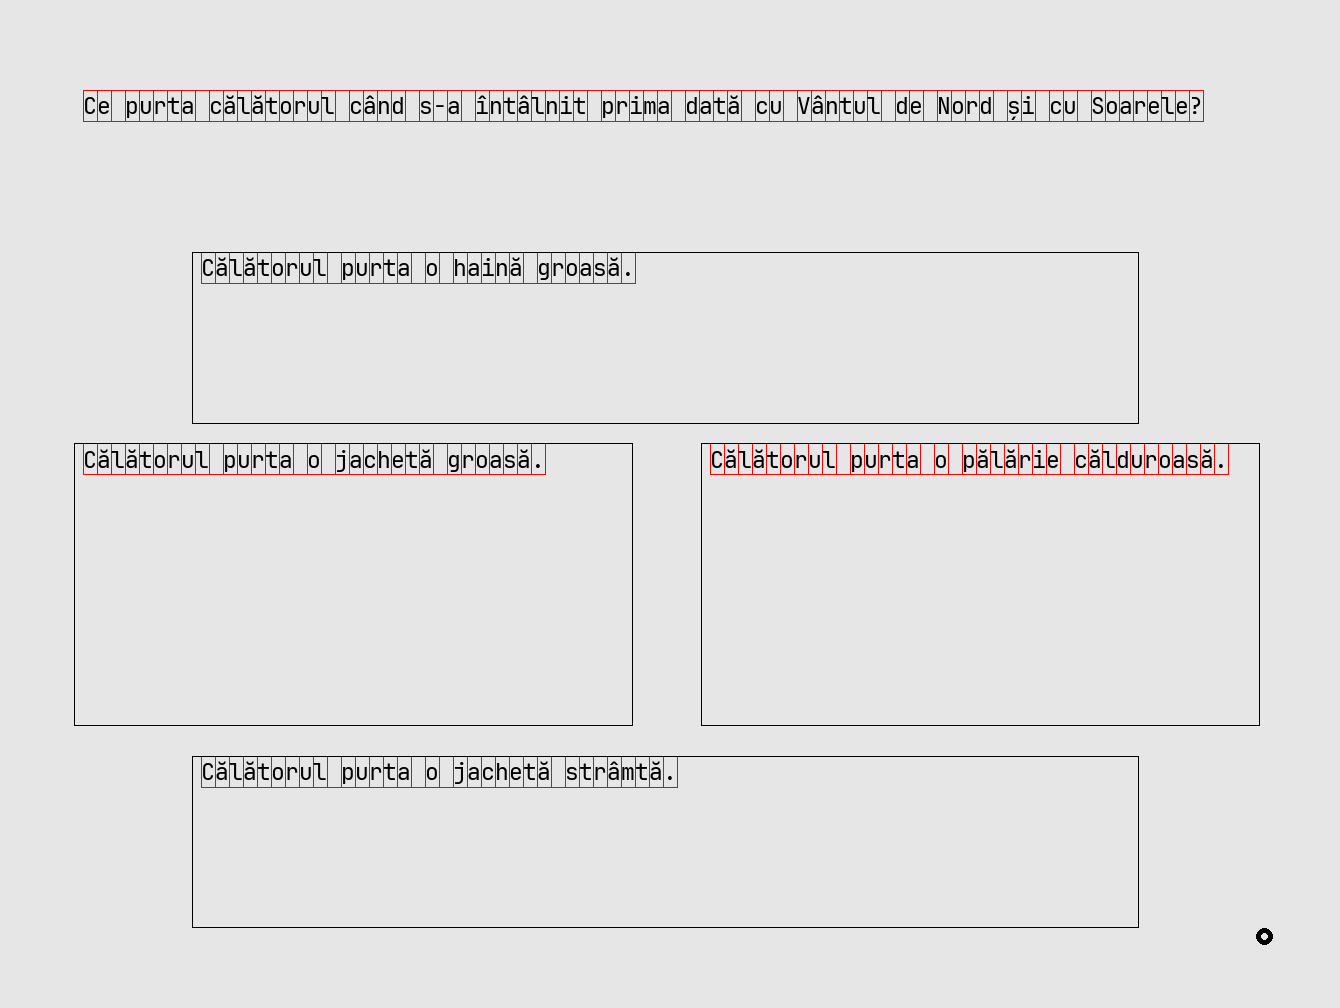 Ce purta călătorul când s-a întâlnit prima dată cu Vântul de Nord și cu Soarele?
Călătorul purta o haină groasă.
Călătorul purta o jachetă groasă.
Călătorul purta o pălărie călduroasă.
Călătorul purta o jachetă strâmtă.